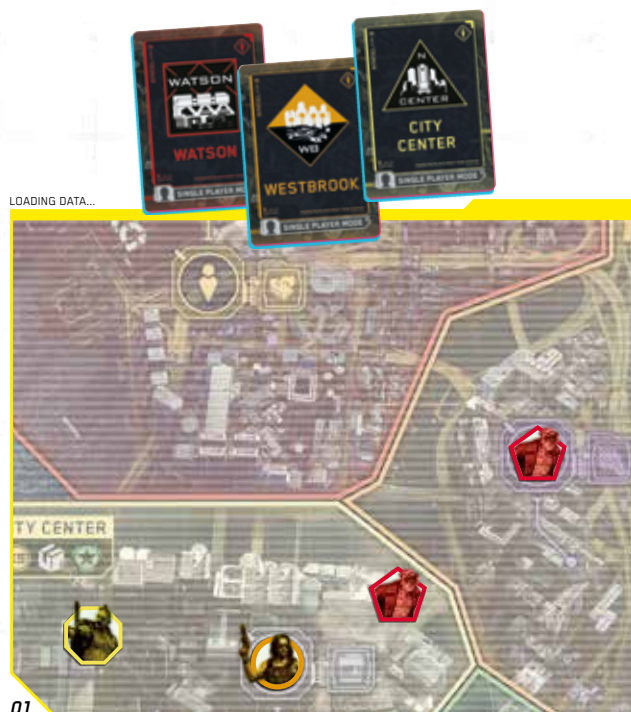 WATSON
WATSON
SINGLE PLAYER MO
WB
WESTBROOK
SINGLE PLAYER MODE
N
CENTER
CITY
CENTER
SINGLE PLAYER MODE
LOADING DATA...
TY CENTER
01